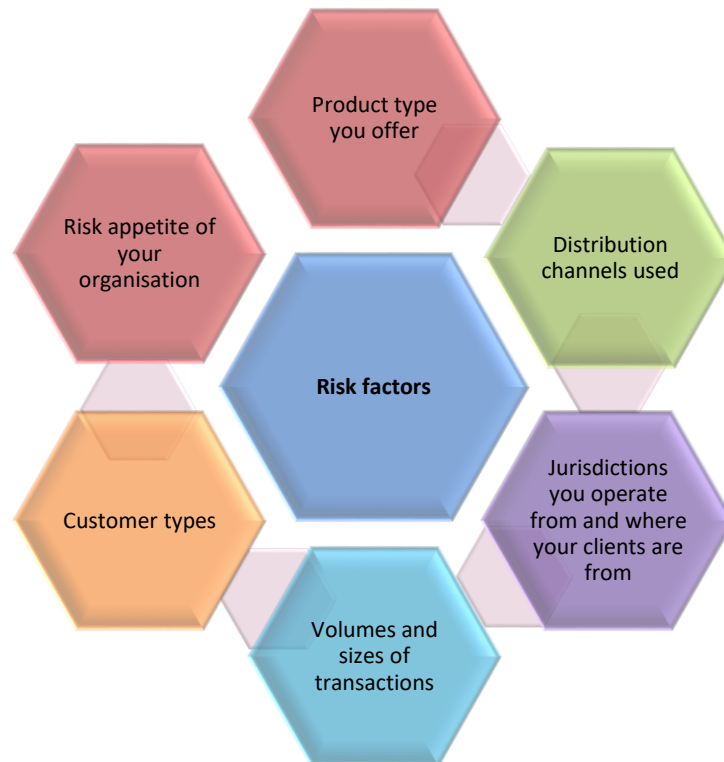 Product type
you offer
Distribution
channels used
Jurisdictions
you operate
from and where
your clients are
from
Volumes and
sizes of
transactions
Customer types
Risk appetite of
your
organisation
Risk factors